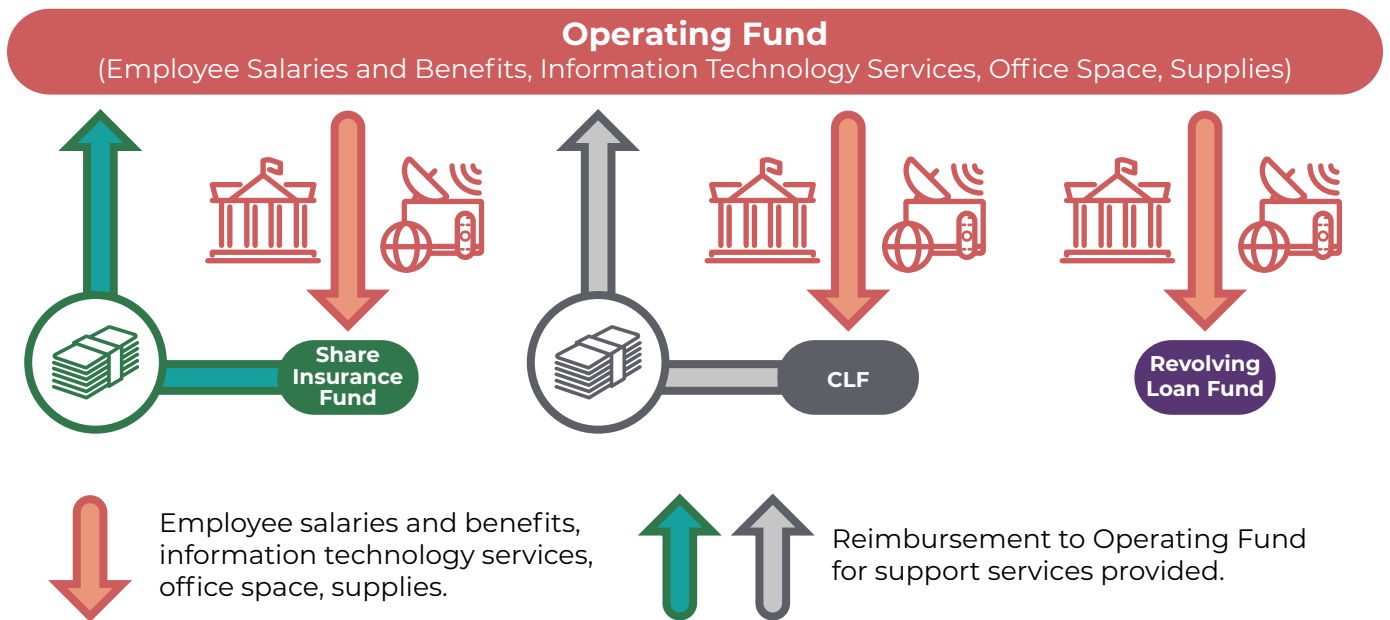 Operating Fund
(Employee Salaries and Benefits, Information Technology Services, Office Space, Supplies)
Share
Insurance
Fund
CLF
Revolving
Loan Fund
Employee salaries and benefits,
information technology services,
office space, supplies.
Reimbursement to Operating Fund
for support services provided.